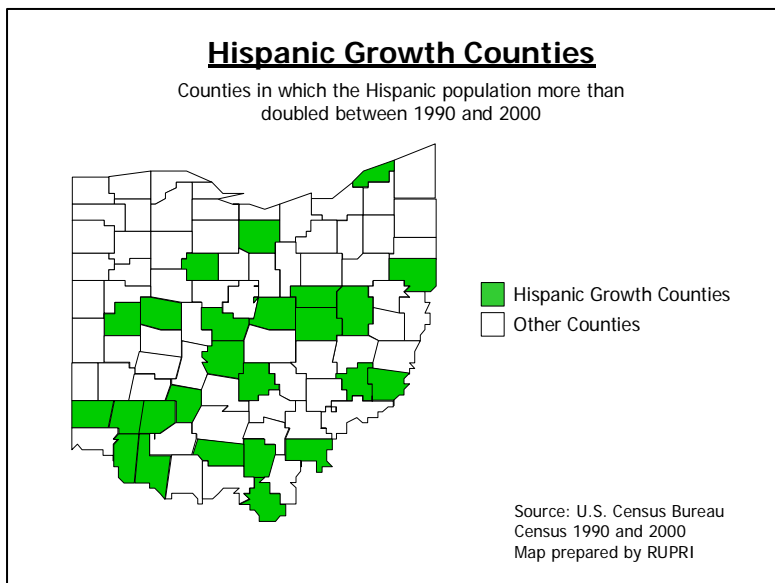 Hispanic Growth Counties
Counties in which the Hispanic population more than
doubled between 1990 and 2000
Hispanic Growth Counties
Other Counties
Source: U.S. Census Bureau
Census 1990 and 2000
Map prepared by RUPRI